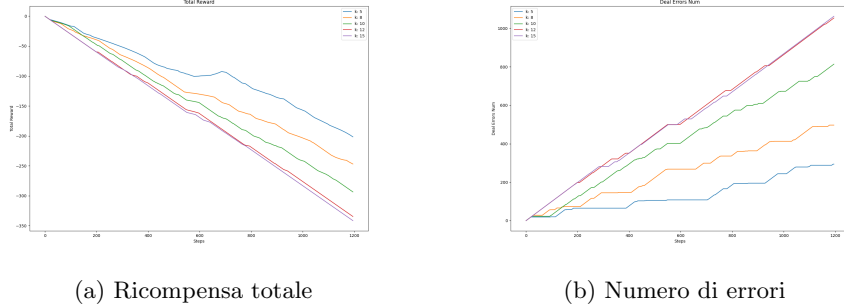 Total Reward
k: 5
k: 8
k: 10
k: 12
k: 15
0
−50
−100
−150
−200
−250
−300
−350
Total Reward
0
200
400
600
800
1000
1200
Steps
(a) Ricompensa totale
Deal Errors Num
k: 5
k: 8
k: 10
k: 12
k: 15
1000
800
600
400
200
0
Deal Errors Num
0
200
400
600
800
1000
1200
Steps
(b) Numero di errori